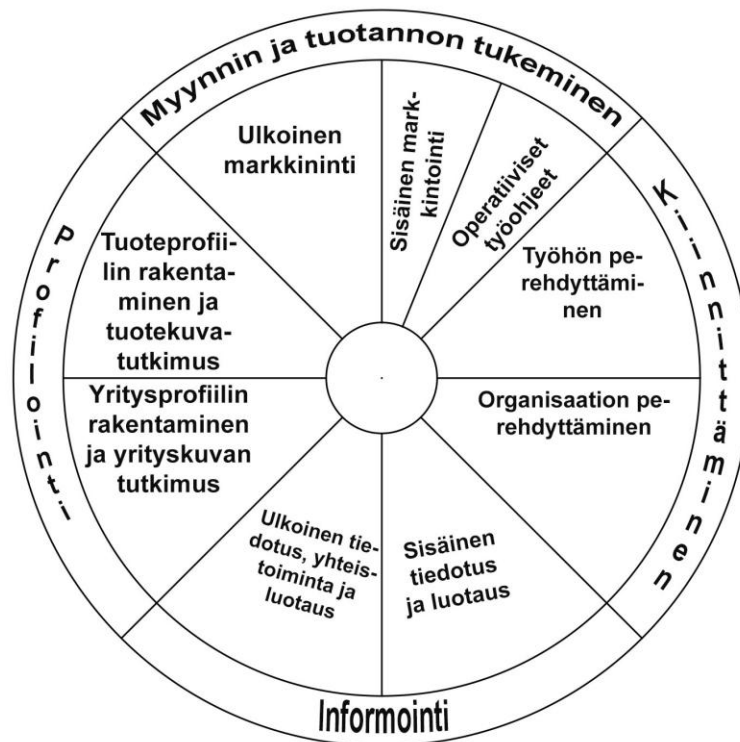 Myynnin ja tuotannon tukeminen
Ulkoinen
markkininti
Sisäinen mark-
kintointi
Operatiiviset
työohjeet
Kiinnittäminen
Työhön pe-
rehdyttämi-
nen
Organisaation pe-
rehdyttäminen
Profilointi
Tuoteprofii-
lin rakenta-
minen ja
tuotekuva-
tutkimus
Yritysprofiilin
rakentaminen
ja yrityskuvan
tutkimus
Ulkoinen tie-
dotus, yhteis-
toiminta ja
luotaus
Sisäinen
tiedotus
ja luotaus
Informointi